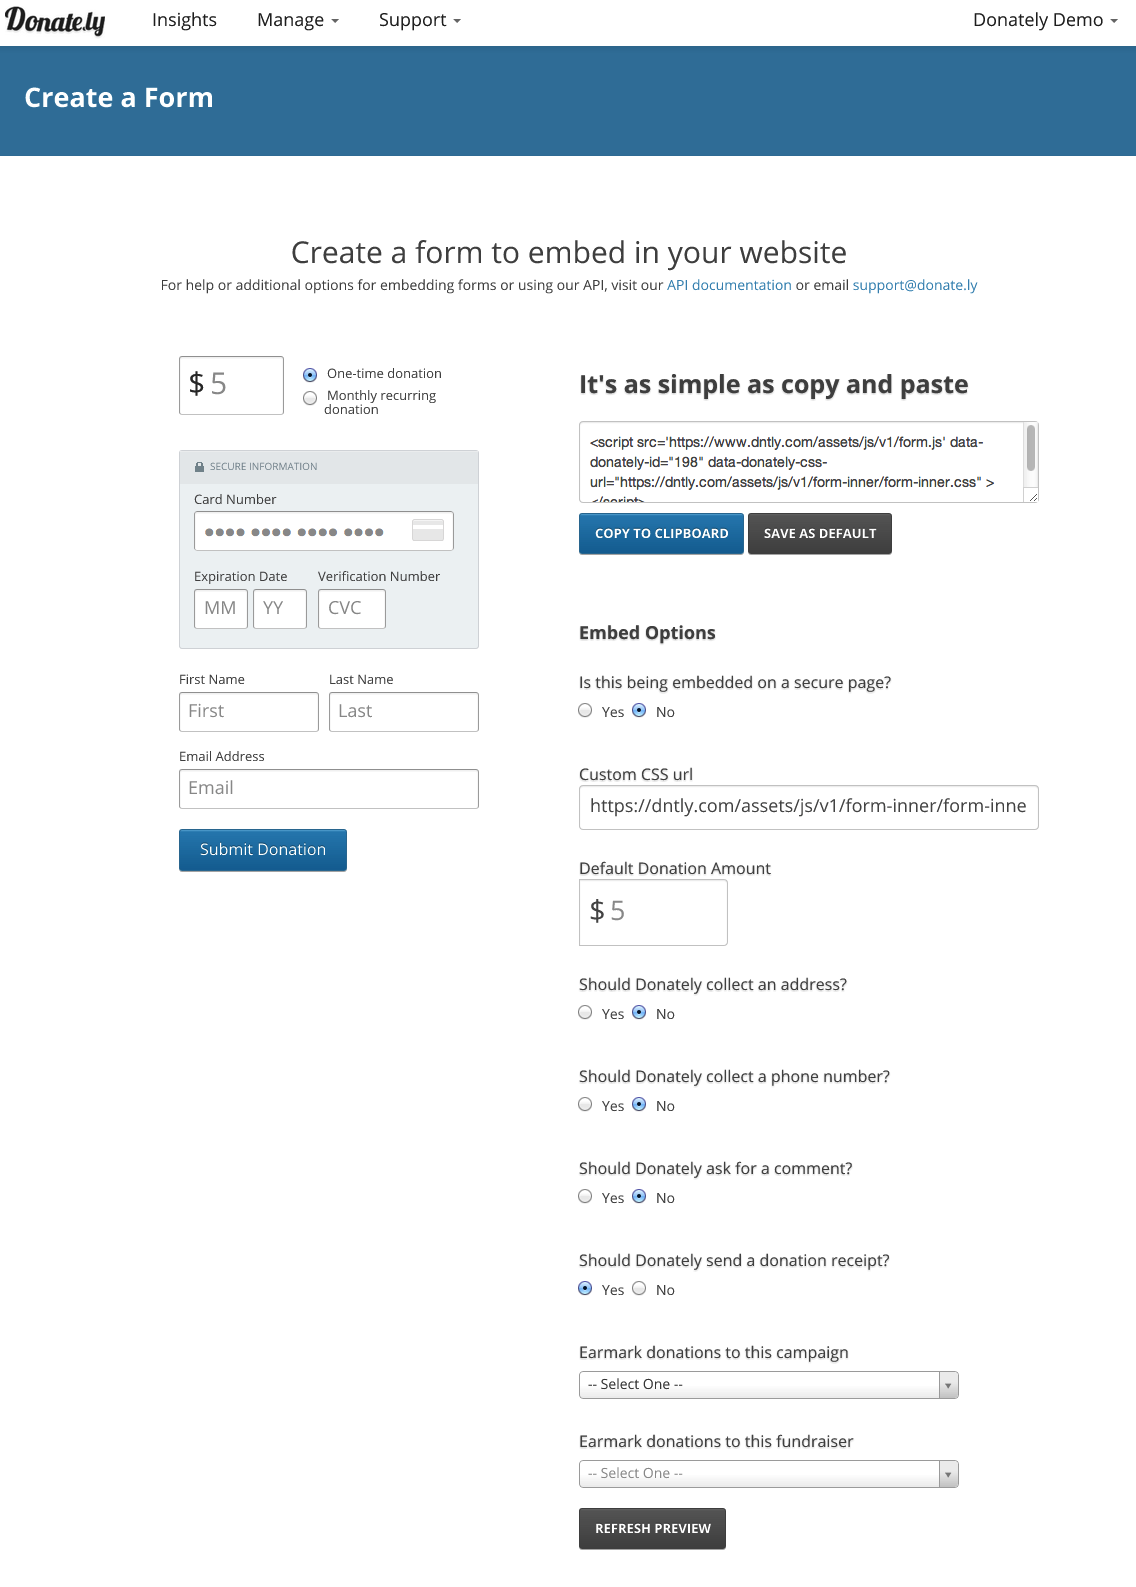 Donate.ly
Insights
Manage
Support
Donately Demo
Create a Form
Create a form to embed in your website
For help or additional options for embedding forms or using our API, visit our API documentation or email support@donate.ly
$ 5
One-time donation
Monthly recurring
donation
SECURE INFORMATION
Card Number
Expiration Date
Verification Number
MM
YY
CVC
First Name
Last Name
First
Last
Email Address
Email
Submit Donation
It's as simple as copy and paste
<script src='https://www.dntly.com/assets/js/v1/form.js' data-
donately-id="198" data-donately-css-
url="https://dntly.com/assets/js/v1/form-inner/form-inner.css" >
</script>
COPY TO CLIPBOARD
SAVE AS DEFAULT
Embed Options
Is this being embedded on a secure page?
Yes
No
Custom CSS url
https://dntly.com/assets/js/v1/form-inner/form-inne
Default Donation Amount
$ 5
Should Donately collect an address?
Yes
No
Should Donately collect a phone number?
Yes
No
Should Donately ask for a comment?
Yes
No
Should Donately send a donation receipt?
Yes
No
Earmark donations to this campaign
-- Select One --
Earmark donations to this fundraiser
-- Select One --
REFRESH PREVIEW